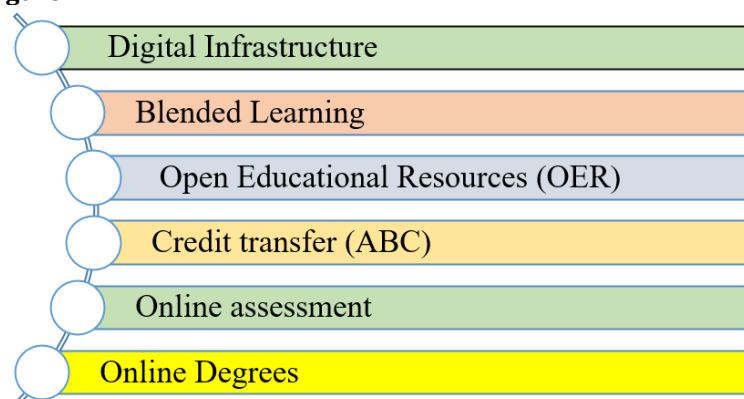 Digital Infrastructure
Blended Learning
Open Educational Resources (OER)
Credit transfer (ABC)
Online assessment
Online Degrees